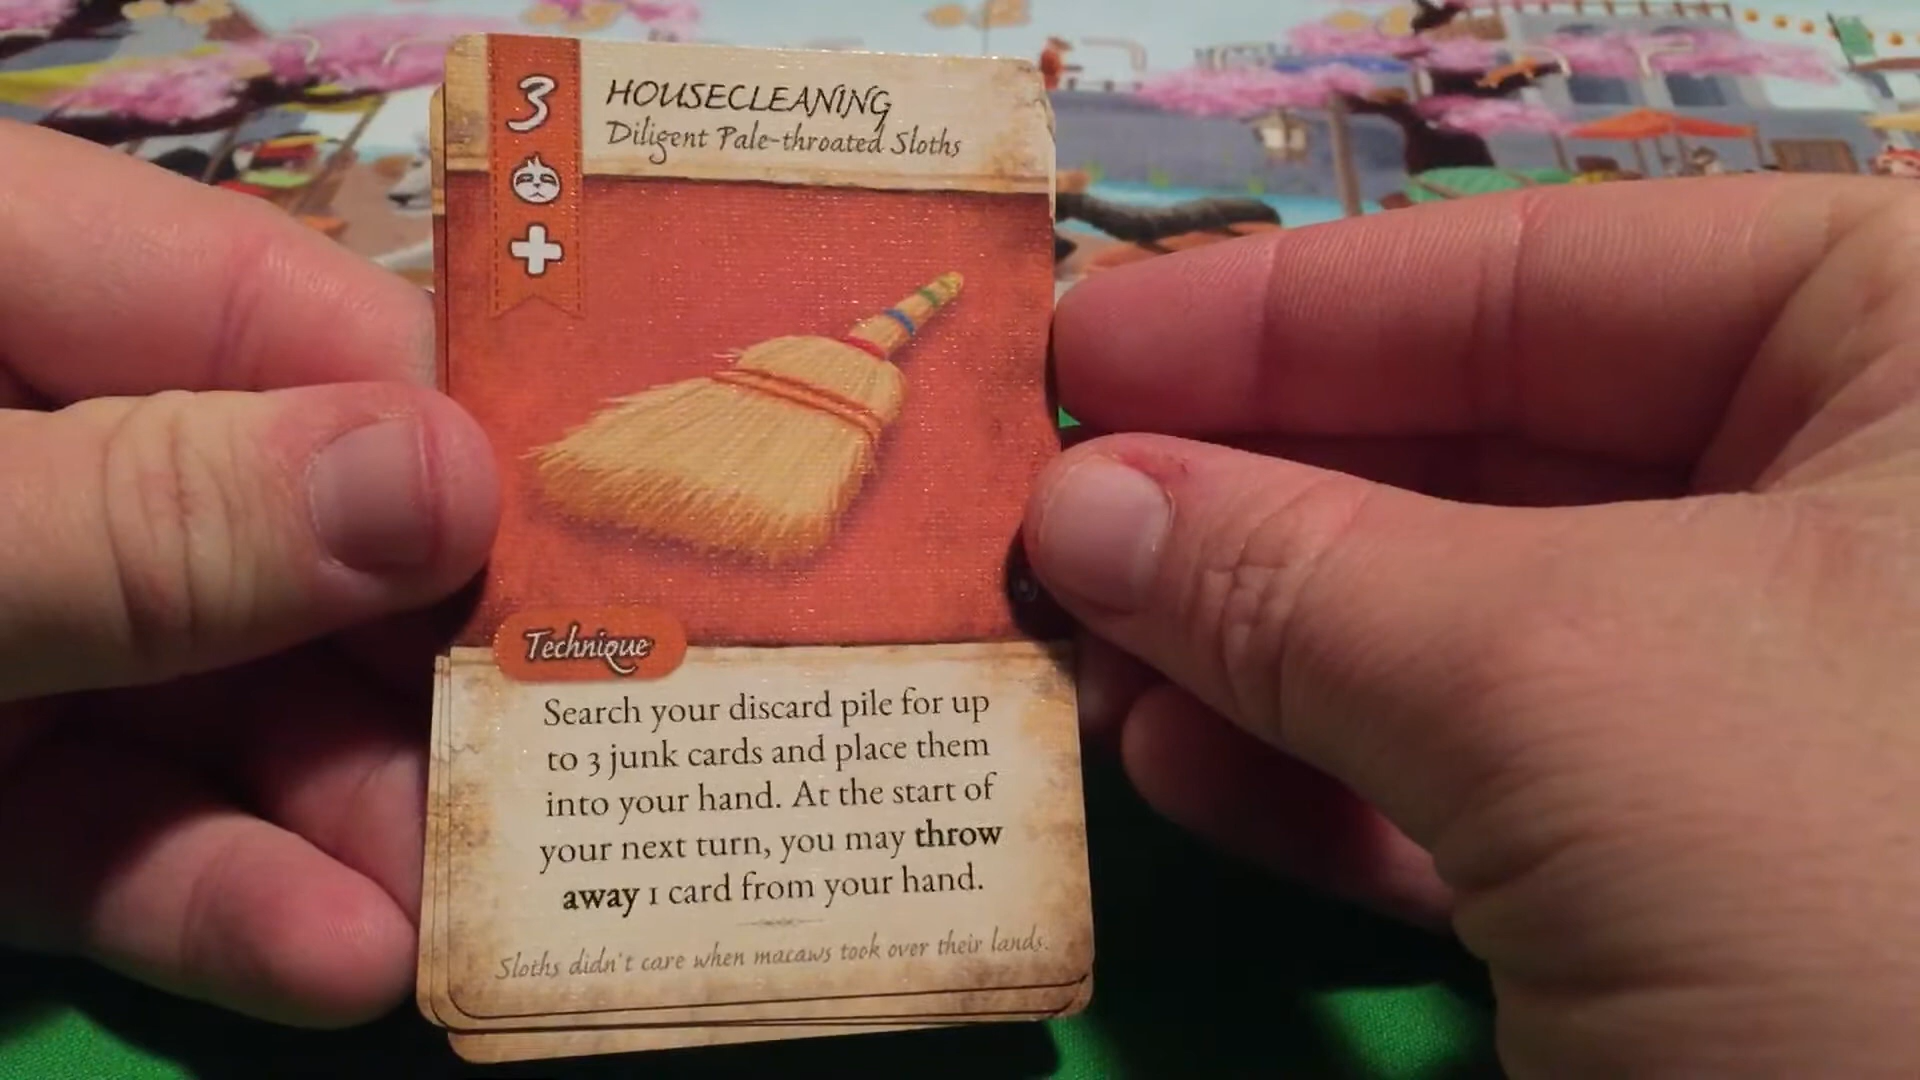 3
HOUSECLEANING
Diligent Pale-throated Sloths
Technique
Search your discard pile for up
to 3 junk cards and place them
into your hand. At the start of
your next turn, you may throw
away 1 card from your hand.
Sloths didn't care when macaws took over their lands.